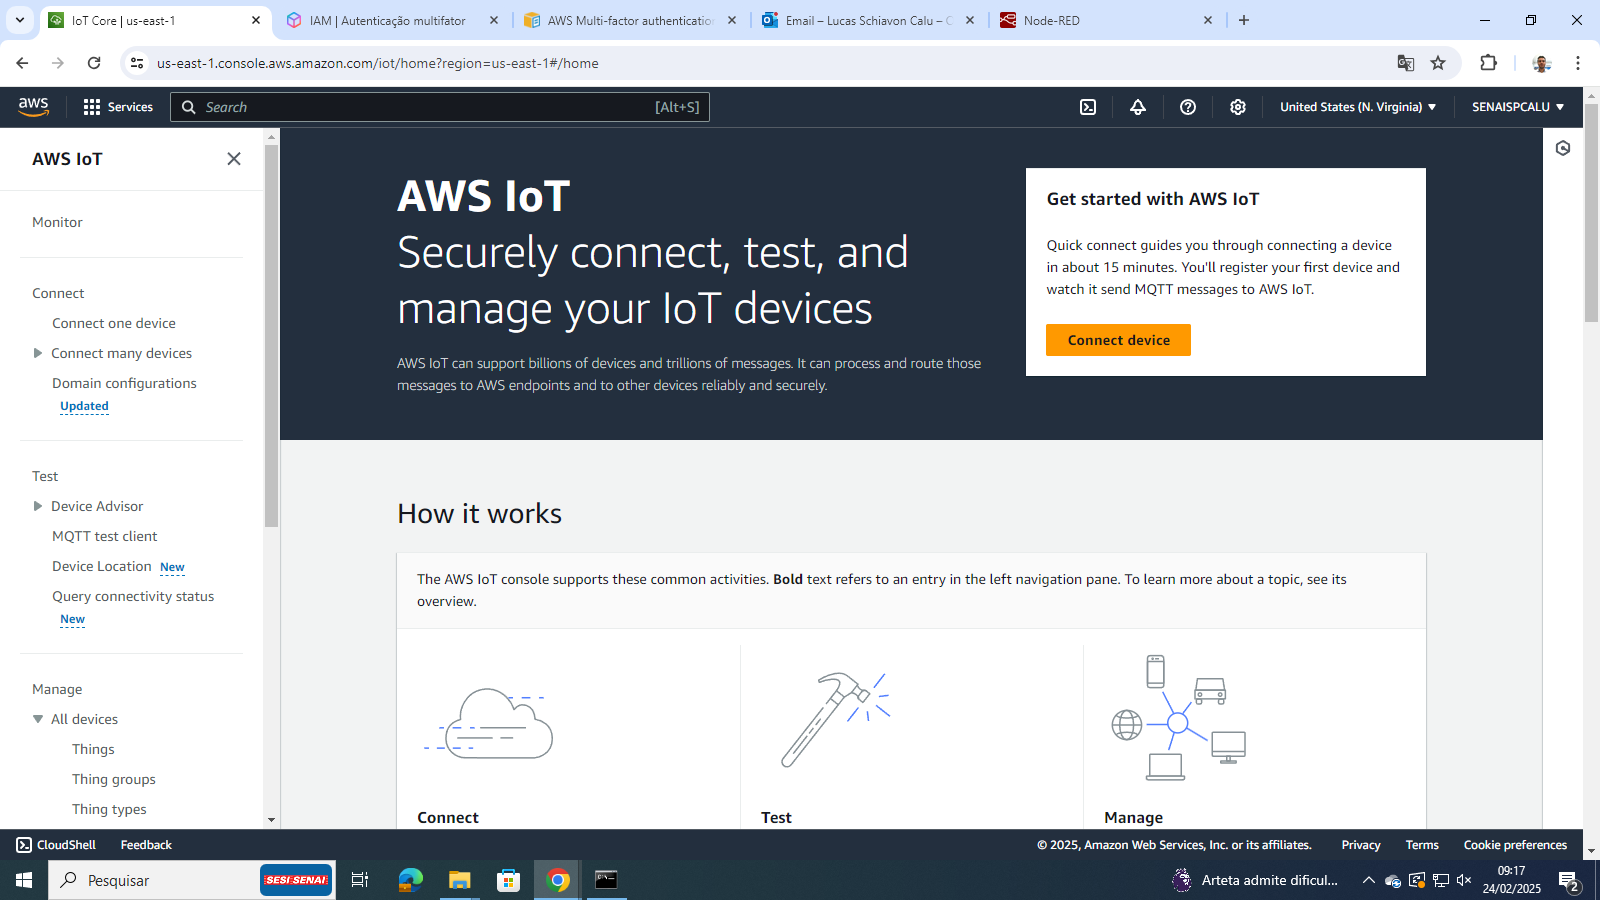 IoT Core | us-east-1
IAM | Autenticação multifator
AWS Multi-factor authentication
Email – Lucas Schiavon Calu – O
Node-RED
us-east-1.console.aws.amazon.com/iot/home?region=us-east-1#/home
aws
Services
Search
[Alt+S]
United States (N. Virginia)
SENAISPCALU
AWS IoT
Monitor
Connect
Connect one device
Connect many devices
Domain configurations
Updated
Test
Device Advisor
MQTT test client
Device Location New
Query connectivity status
New
Manage
All devices
Things
Thing groups
Thing types
AWS IoT
Securely connect, test, and
manage your IoT devices
AWS IoT can support billions of devices and trillions of messages. It can process and route those
messages to AWS endpoints and to other devices reliably and securely.
Get started with AWS IoT
Quick connect guides you through connecting a device
in about 15 minutes. You'll register your first device and
watch it send MQTT messages to AWS IoT.
Connect device
How it works
The AWS IoT console supports these common activities. Bold text refers to an entry in the left navigation pane. To learn more about a topic, see its
overview.
Connect
Test
Manage
CloudShell
Feedback
© 2025, Amazon Web Services, Inc. or its affiliates.
Privacy
Terms
Cookie preferences
Pesquisar
SESI SENAI
Arteta admite dificul...
09:17
24/02/2025
2